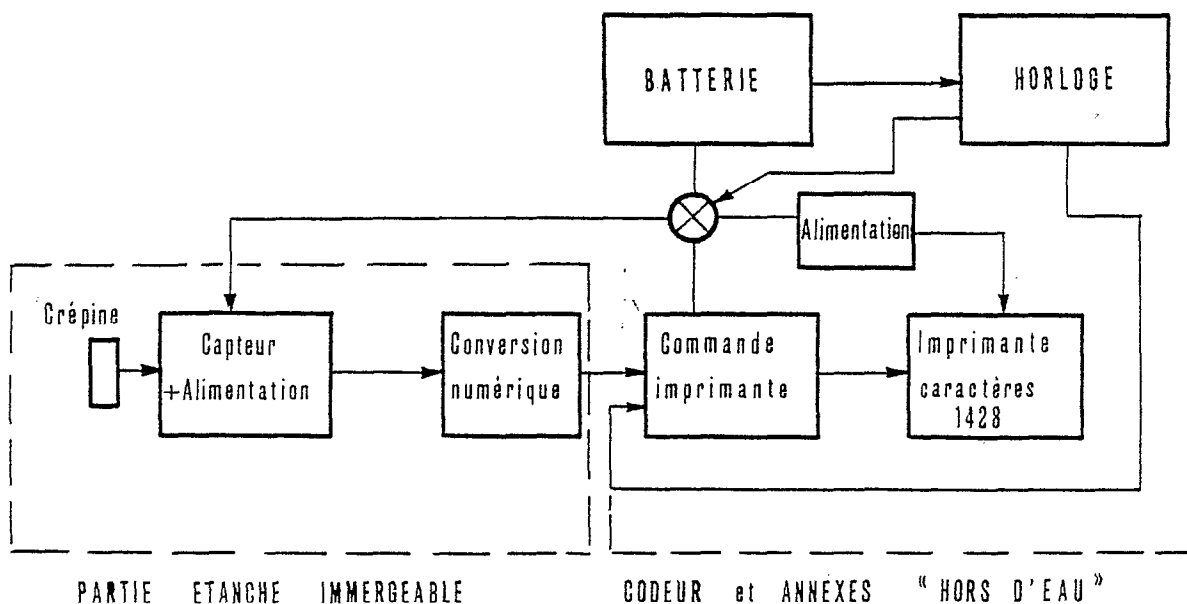 BATTERIE
HORLOGE
Alimentation
Crépine
Capteur
+Alimentation
Conversion
numérique
Commande
imprimante
Imprimante
caractères
1428
PARTIE ETANCHE IMMERGEABLE
CODEUR et ANNEXES "HORS D'EAU"